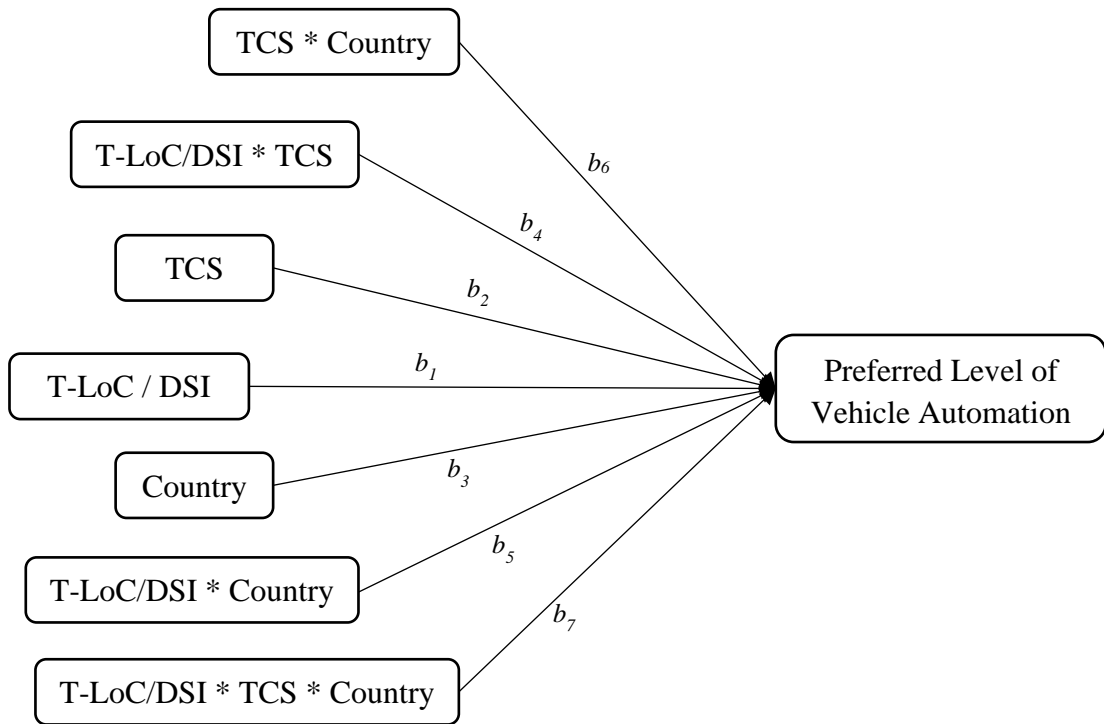 TCS * Country
b6
T-LoC/DSI * TCS
b4
TCS
b2
T-LoC / DSI
b1
Preferred Level of
Vehicle Automation
Country
b3
T-LoC/DSI * Country
b5
T-LoC/DSI * TCS * Country
b7